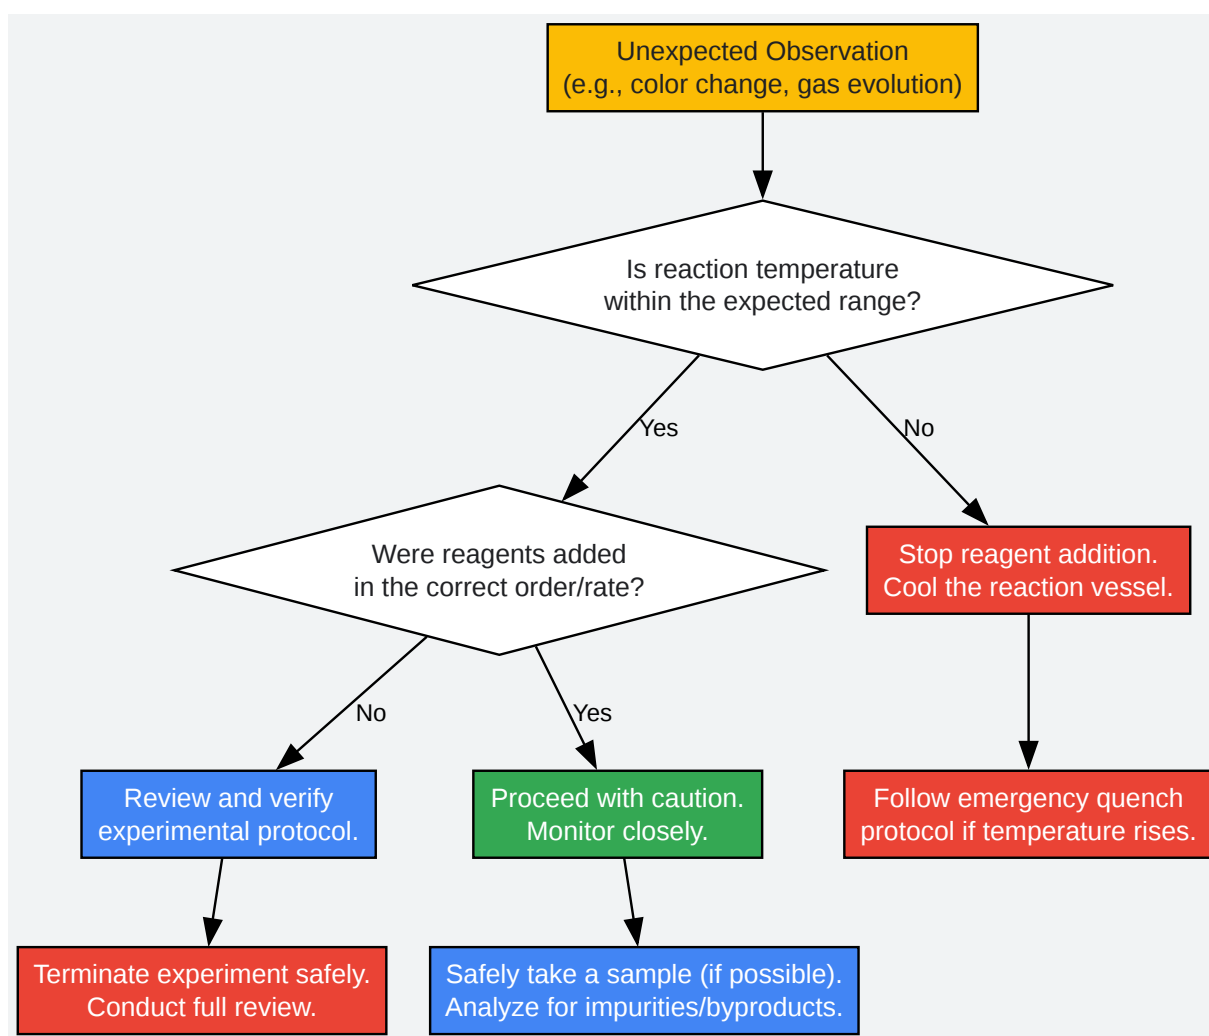 Unexpected Observation
(e.g., color change, gas evolution)
Is reaction temperature
within the expected range?
Yes
No
Were reagents added
in the correct order/rate?
Stop reagent addition.
Cool the reaction vessel.
No
Yes
Review and verify
experimental protocol.
Proceed with caution.
Monitor closely.
Follow emergency quench
protocol if temperature rises.
Terminate experiment safely.
Conduct full review.
Safely take a sample (if possible).
Analyze for impurities/byproducts.